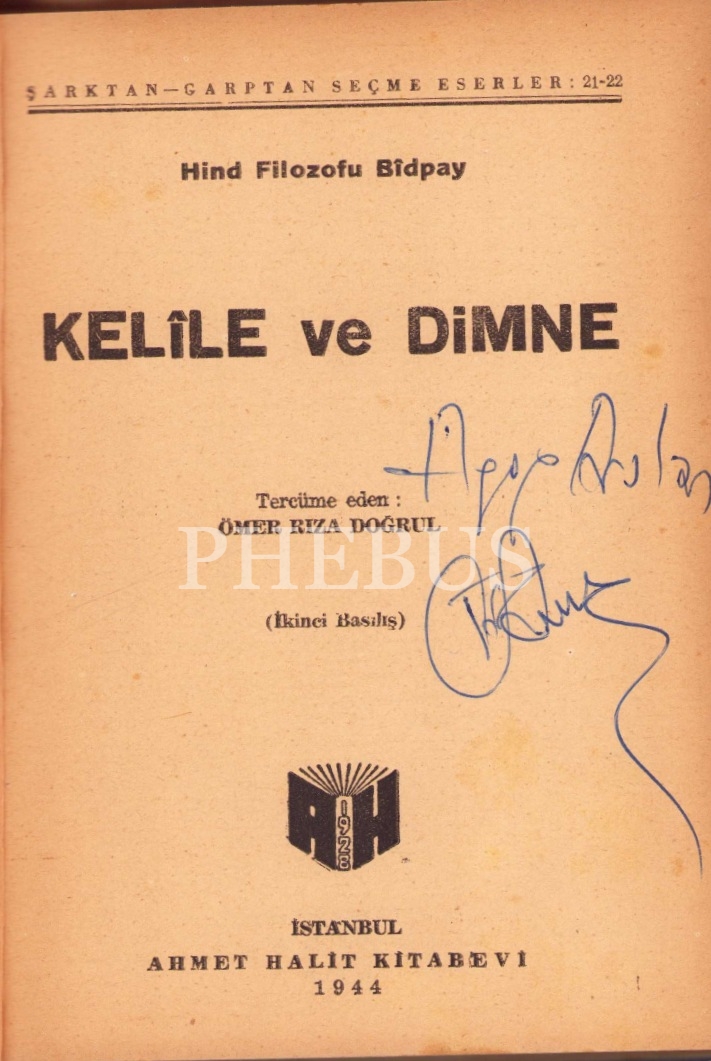 ŞARKTAN—GARPTAN SEÇME ESERLER: 21-22
Hind Filozofu Bîdpay
KELÎLE ve DİMNE
Tercüme eden :
ÖMER RIZA DOĞRUL
PHEBUS
(İkinci Basılış)
AH
1928
İSTANBUL
AHMET HALİT KİTABEVİ
1944